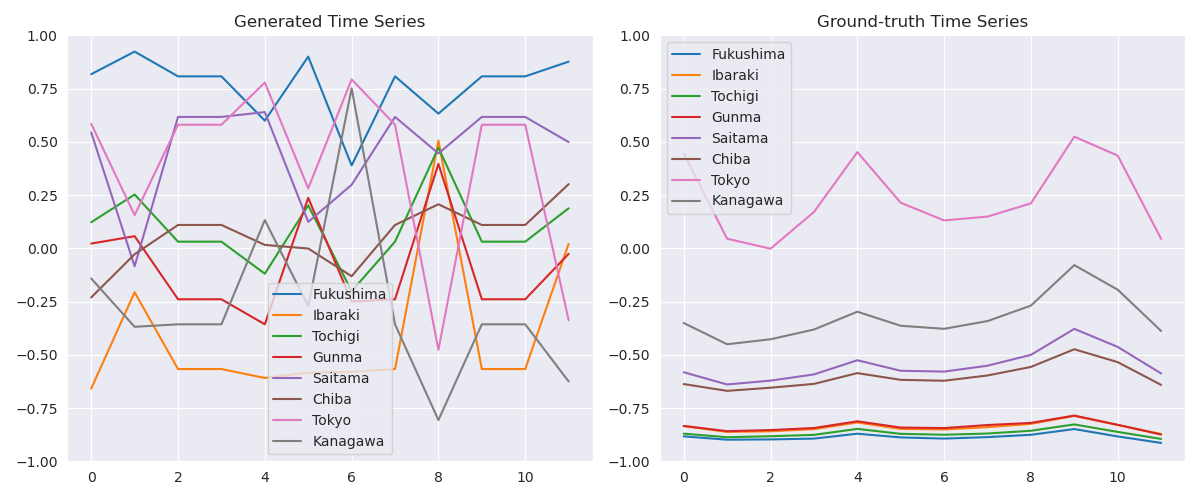 Generated Time Series
1.00
0.75
0.50
0.25
0.00
−0.25
−0.50
−0.75
−1.00
0 2 4 6 8 10
Fukushima
Ibaraki
Tochigi
Gunma
Saitama
Chiba
Tokyo
Kanagawa
Ground-truth Time Series
1.00
0.75
0.50
0.25
0.00
−0.25
−0.50
−0.75
−1.00
0 2 4 6 8 10
Fukushima
Ibaraki
Tochigi
Gunma
Saitama
Chiba
Tokyo
Kanagawa